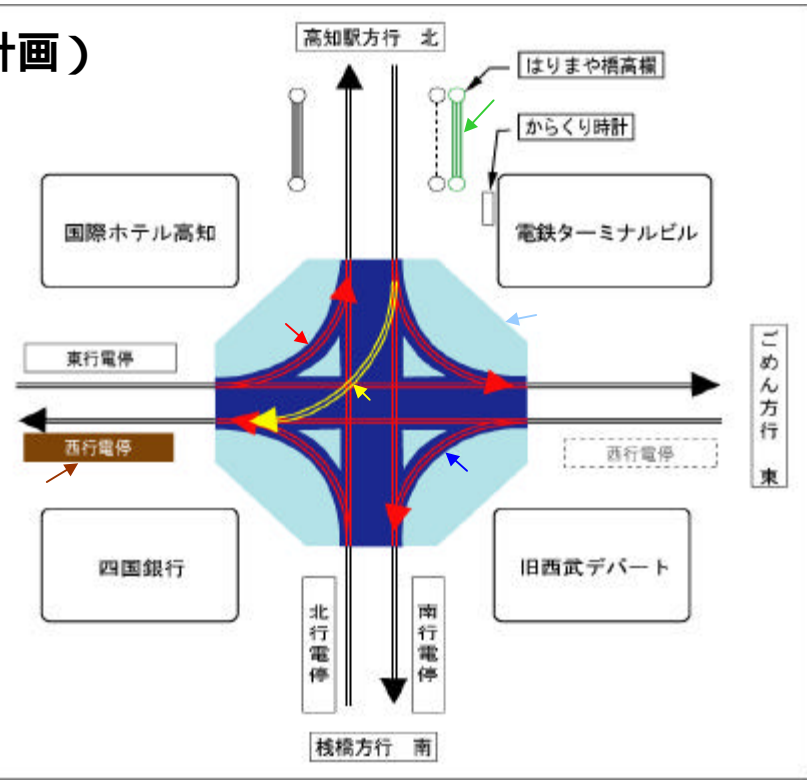 計画）
高知駅方行 北
はりまや橋高欄
からくり時計
国際ホテル高知
電鉄ターミナルビル
東行電停
西行電停
ごめん方行 東
西行電停
四国銀行
旧西武デパート
北行電停
南行電停
桟橋方行 南